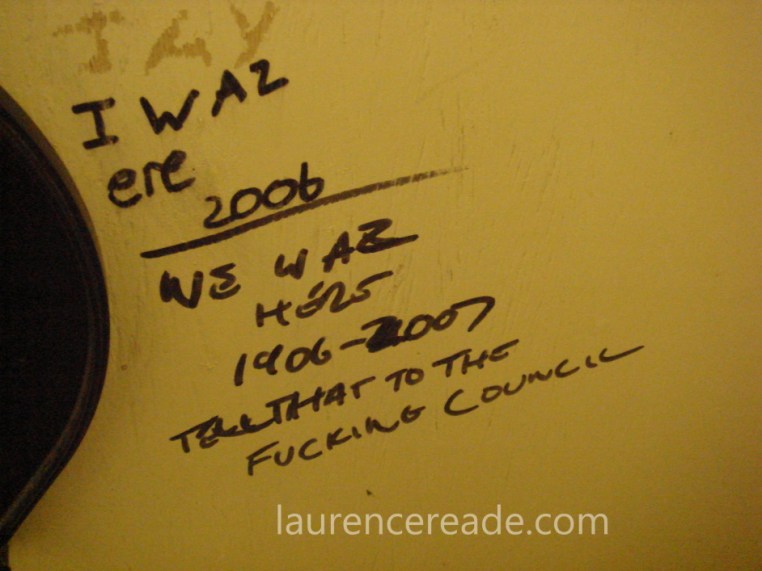 I WAZ
ere
2006
WE WAZ
HERE
1906-2007
TELL THAT TO THE
FUCKING COUNCIL
laurencereade.com